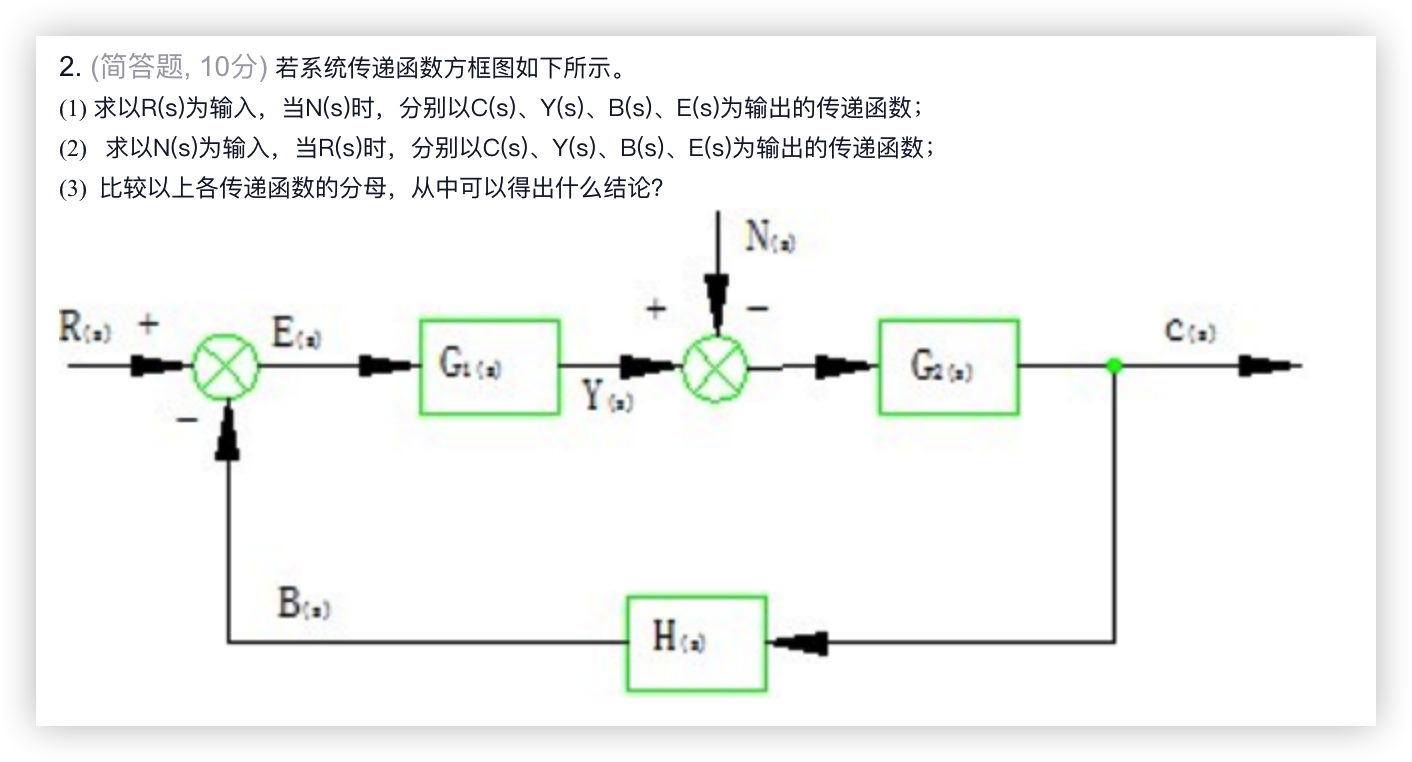 2. (简答题, 10分) 若系统传递函数方框图如下所示。
(1) 求以R(s)为输入，当N(s)时，分别以C(s)、Y(s)、B(s)、E(s)为输出的传递函数；
(2) 求以N(s)为输入，当R(s)时，分别以C(s)、Y(s)、B(s)、E(s)为输出的传递函数；
(3) 比较以上各传递函数的分母，从中可以得出什么结论？
N(s)
R(s) +
E(s)
G1(s)
+
−
Y(s)
G2(s)
C(s)
−
B(s)
H(s)